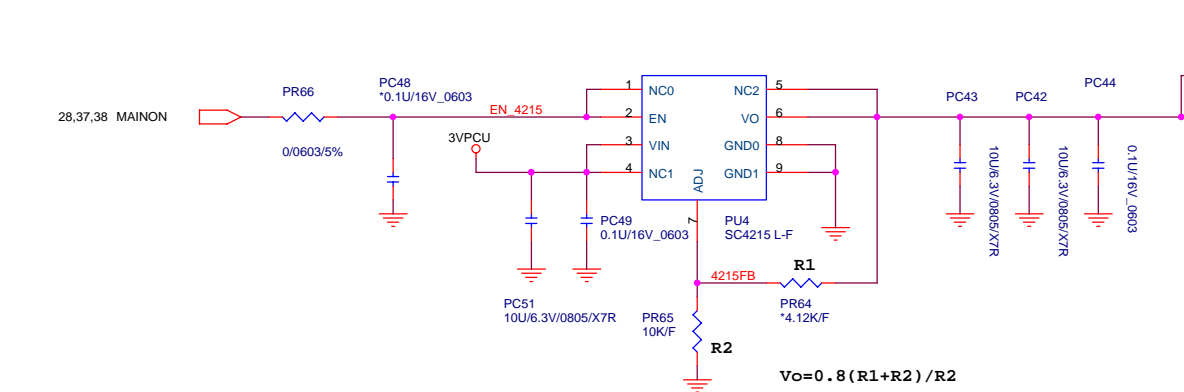 PR66
PC48
*0.1U/16V_0603
28,37,38 MAINON
0/0603/5%
EN_4215
3VPCU
1
2
3
4
NC0
EN
VIN
NC1
ADJ
7
NC2
VO
GND0
GND1
5
6
8
9
PC49
0.1U/16V_0603
PU4
SC4215 L-F
PC51
10U/6.3V/0805/X7R
4215FB
R1
PR64
*4.12K/F
PR65
10K/F
R2
Vo=0.8(R1+R2)/R2
PC43
PC42
PC44
10U/6.3V/0805/X7R
10U/6.3V/0805/X7R
0.1U/16V_0603